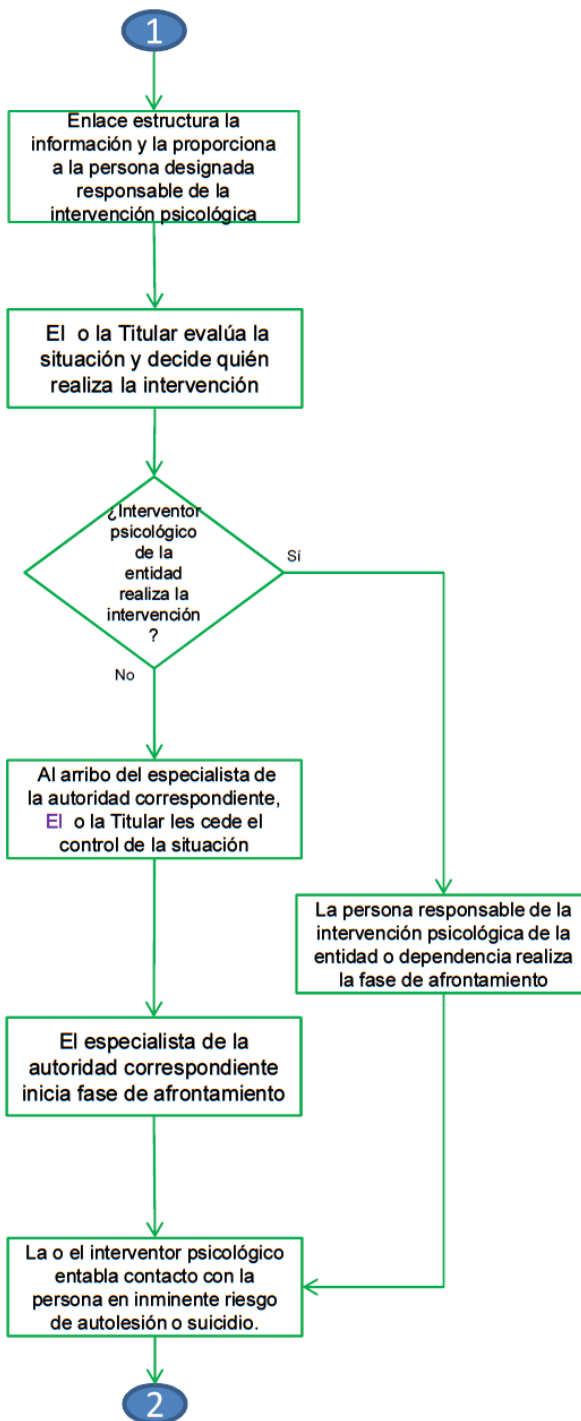 1
Enlace estructura la
información y la proporciona
a la persona designada
responsable de la
intervención psicológica
El o la Titular evalúa la
situación y decide quién
realiza la intervención
¿Interventor
psicológico
de la
entidad
realiza la
intervención
?
Sí
No
Al arribo del especialista de
la autoridad correspondiente,
El o la Titular les cede el
control de la situación
La persona responsable de la
intervención psicológica de la
entidad o dependencia realiza
la fase de afrontamiento
El especialista de la
autoridad correspondiente
inicia fase de afrontamiento
La o el interventor psicológico
entabla contacto con la
persona en inminente riesgo
de autolesión o suicidio.
2